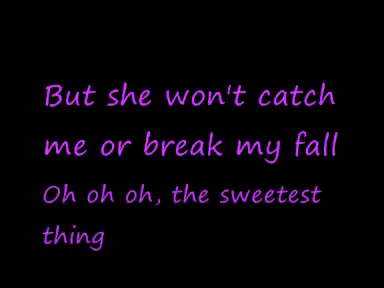 But she won't catch
me or break my fall
Oh oh oh, the sweetest
thing